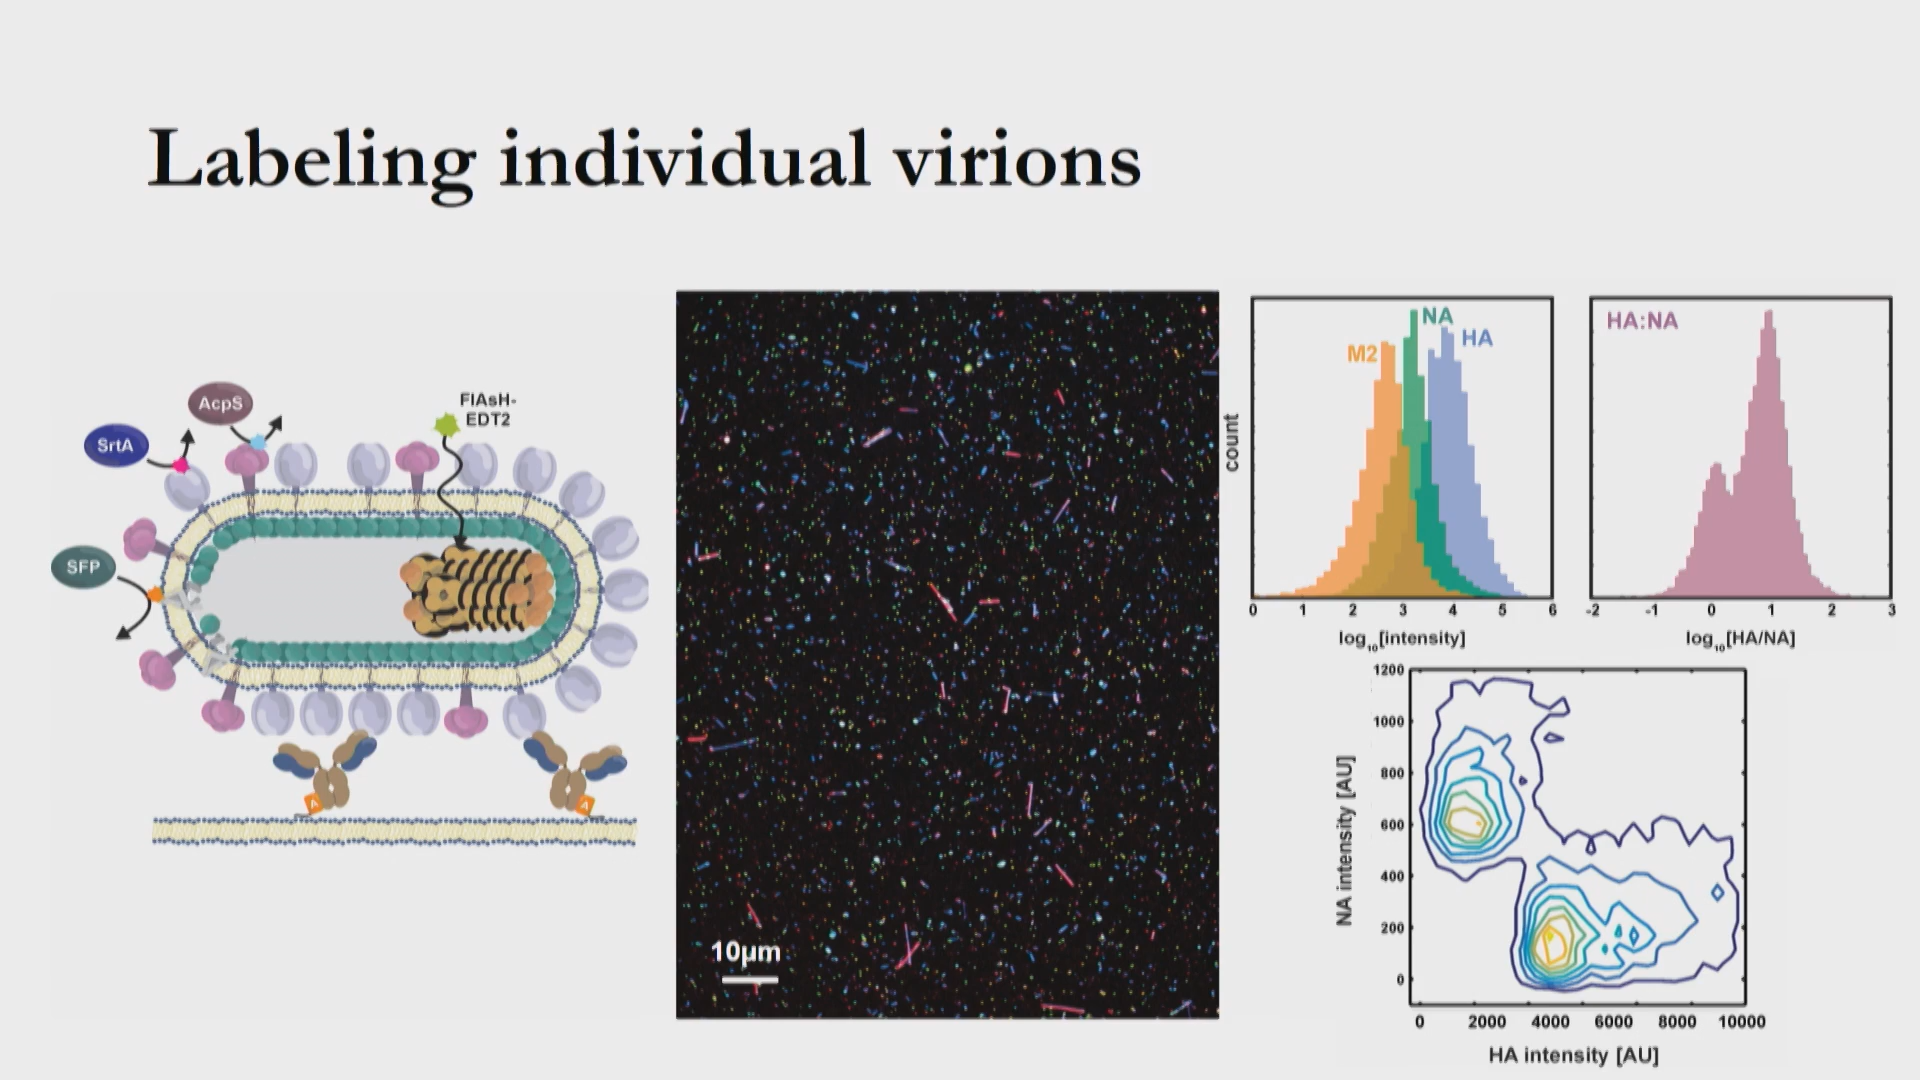 Labeling individual virions
AcpS
SrtA
FlAsH-
EDT2
SFP
A
A
10µm
M2
NA
HA
count
0 1 2 3 4 5 6
log10[intensity]
HA:NA
-2 -1 0 1 2 3
log10[HA/NA]
1200
1000
800
600
400
200
0
NA intensity [AU]
0 2000 4000 6000 8000 10000
HA intensity [AU]